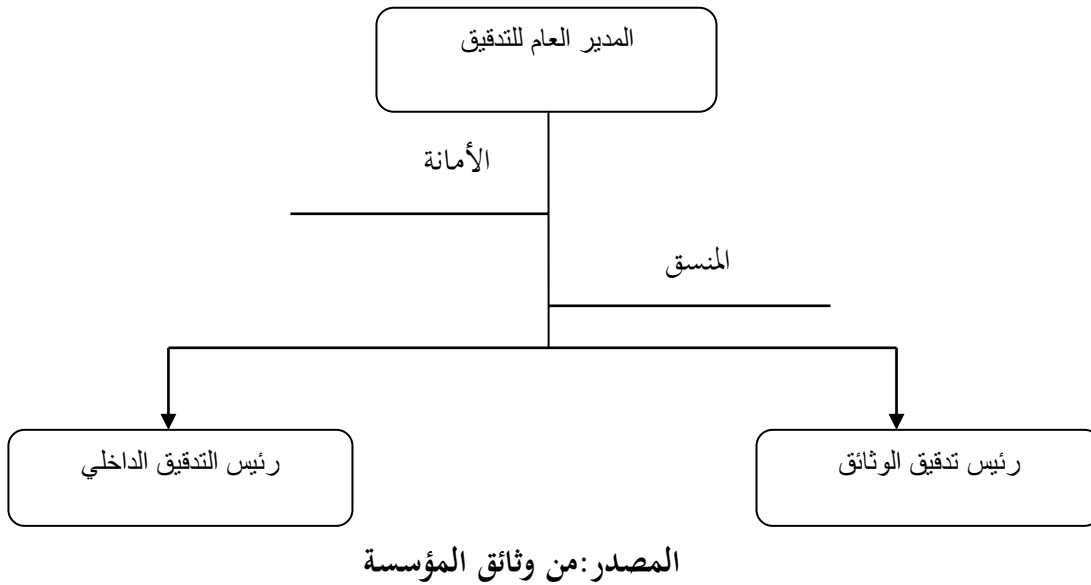 المدير العام للتدقيق
الأمانة
المنسق
رئيس تدقيق الوثائق
رئيس التدقيق الداخلي
المصدر:من وثائق المؤسسة